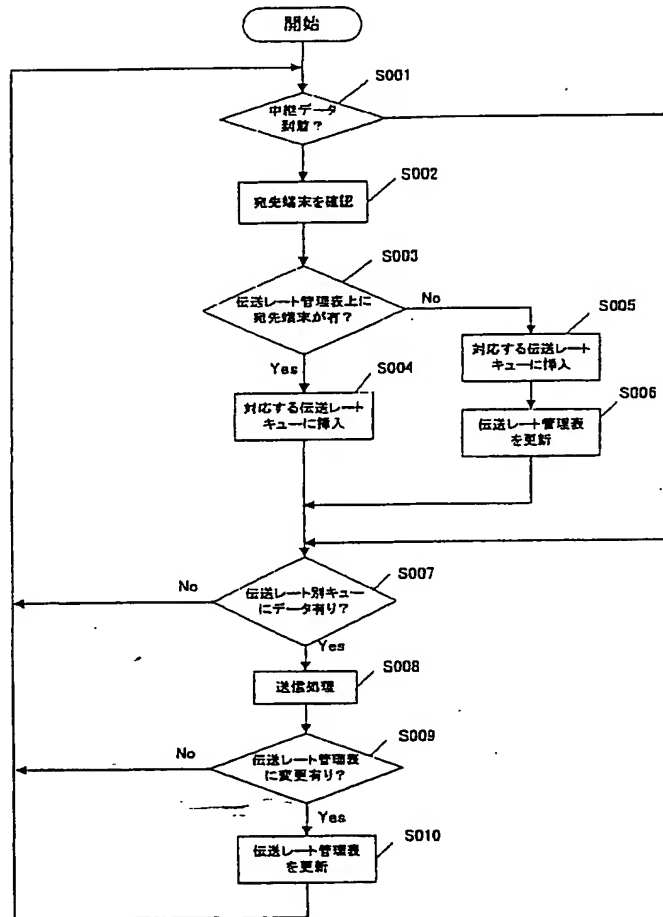 開始
S001
中枢データ
到着？
S002
宛先端末を確認
S003
伝送レート管理表上に
宛先端末が有？
No
Yes
S005
対応する伝送レート
キューに挿入
S004
対応する伝送レート
キューに挿入
S006
伝送レート管理表
を更新
S007
伝送レート別キュー
にデータ有り？
No
Yes
S008
送信処理
S009
伝送レート管理表
に変更有り？
No
Yes
S010
伝送レート管理表
を更新